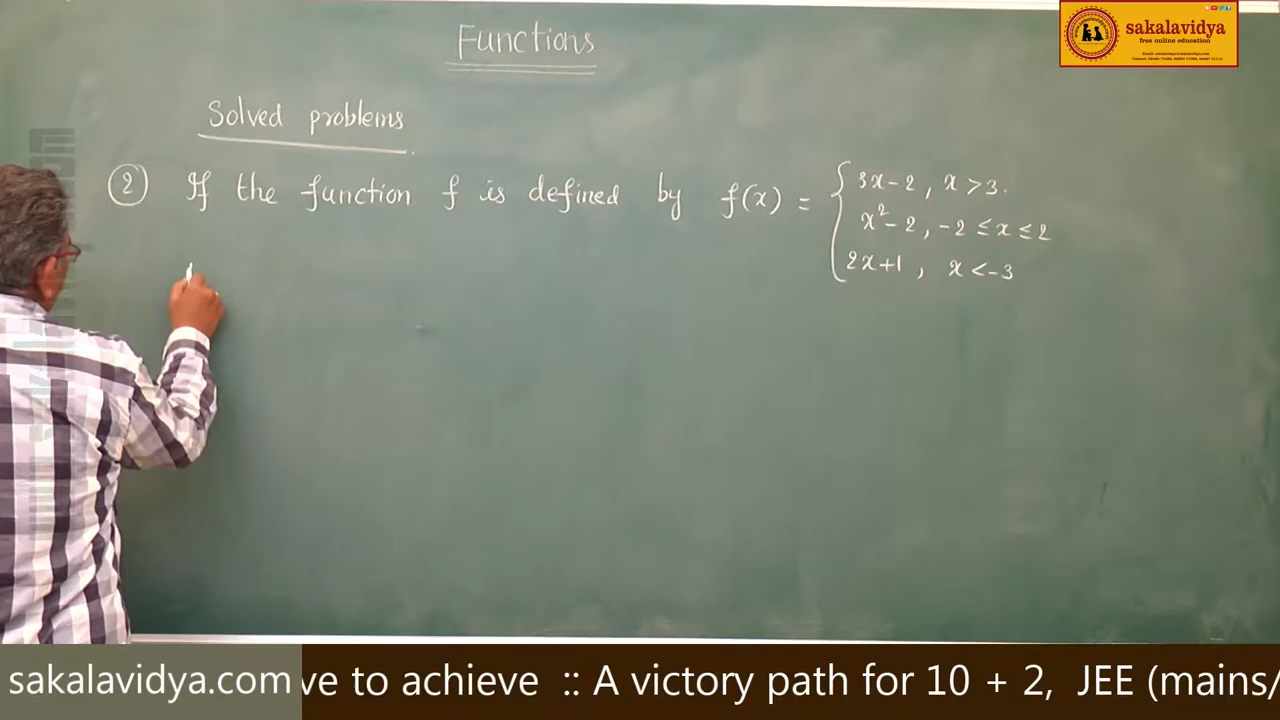 Functions
sakalavidya
free online education
Solved problems
(2) If the function f is defined by f(x) = { 3x-2, x > 3.
x²-2, -2 ≤ x ≤ 2
2x+1, x < -3
sakalavidya.com ve to achieve :: A victory path for 10 + 2, JEE (mains/